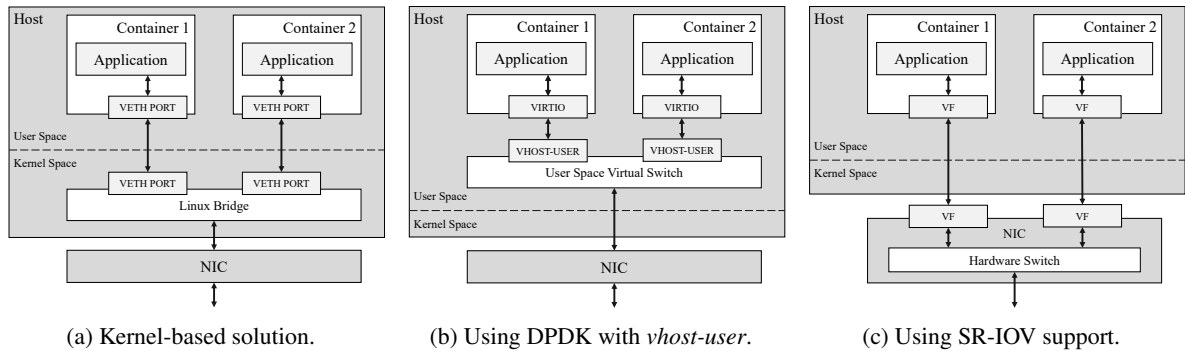 Host
Container 1
Container 2
Application
Application
VETH PORT
VETH PORT
User Space
Kernel Space
VETH PORT
VETH PORT
Linux Bridge
NIC
(a) Kernel-based solution.
Host
Container 1
Container 2
Application
Application
VIRTIO
VIRTIO
VHOST-USER
VHOST-USER
User Space Virtual Switch
User Space
Kernel Space
NIC
(b) Using DPDK with vhost-user.
Host
Container 1
Container 2
Application
Application
VF
VF
User Space
Kernel Space
VF
VF
NIC
Hardware Switch
(c) Using SR-IOV support.